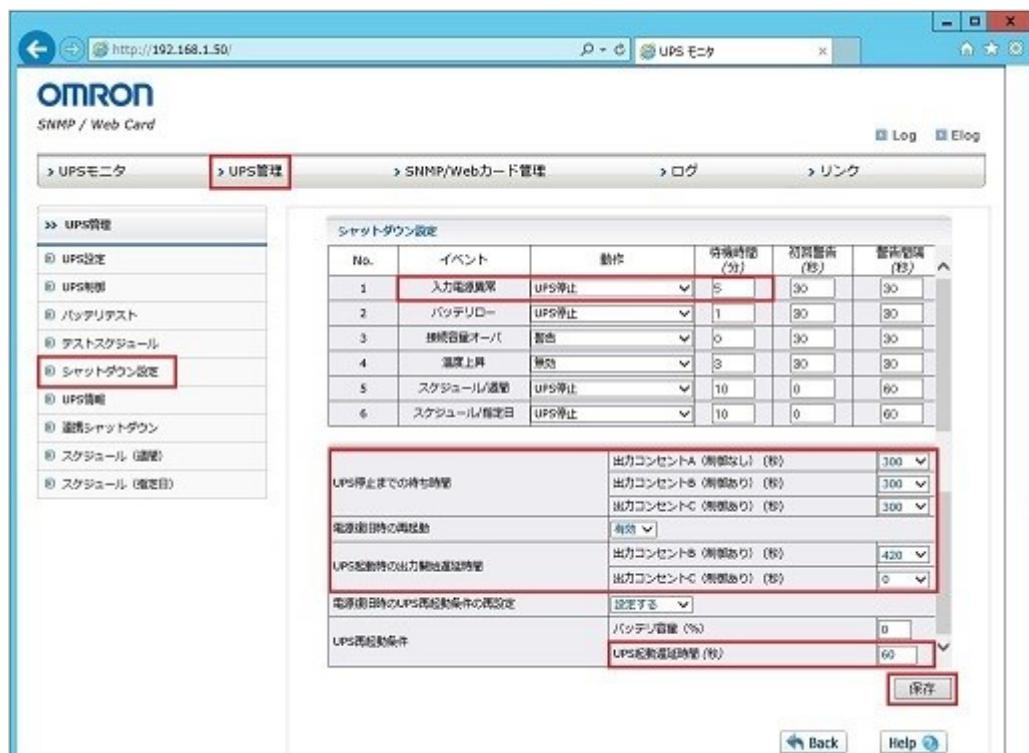 http://192.168.1.50/
UPS モニタ
OMRON
SNMP / Web Card
Log Elog
UPSモニタ UPS管理 SNMP/Webカード管理 ログ リンク
UPS管理
UPS設定
UPS制御
バッテリテスト
テストスケジュール
シャットダウン設定
UPS情報
連携シャットダウン
スケジュール (週間)
スケジュール (指定日)
シャットダウン設定
No. イベント 動作 待機時間(分) 初回警告(秒) 警告間隔(秒)
1 入力電源異常 UPS停止 5 30 30
2 バッテリロー UPS停止 1 30 30
3 接続容量オーバ 警告 0 30 30
4 温度上昇 無効 3 30 30
5 スケジュール/週間 UPS停止 10 0 60
6 スケジュール/指定日 UPS停止 10 0 60
UPS停止までの待ち時間
出力コンセントA (制御なし) (秒) 300
出力コンセントB (制御あり) (秒) 300
出力コンセントC (制御あり) (秒) 300
電源復旧時の再起動 有効
UPS起動時の出力開始遅延時間
出力コンセントB (制御あり) (秒) 420
出力コンセントC (制御あり) (秒) 0
電源復旧時のUPS再起動条件の再設定 設定する
UPS再起動条件
バッテリ容量 (%) 0
UPS起動遅延時間 (秒) 60
保存
Back Help